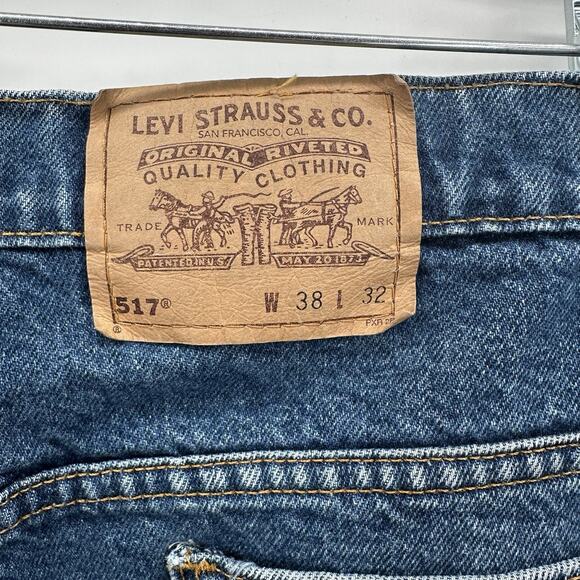 LEVI STRAUSS & CO.
SAN FRANCISCO, CAL.
ORIGINAL RIVETED
QUALITY CLOTHING
TRADE MARK
PATENTED IN U.S. MAY 20 1873
517® W 38 L 32
®